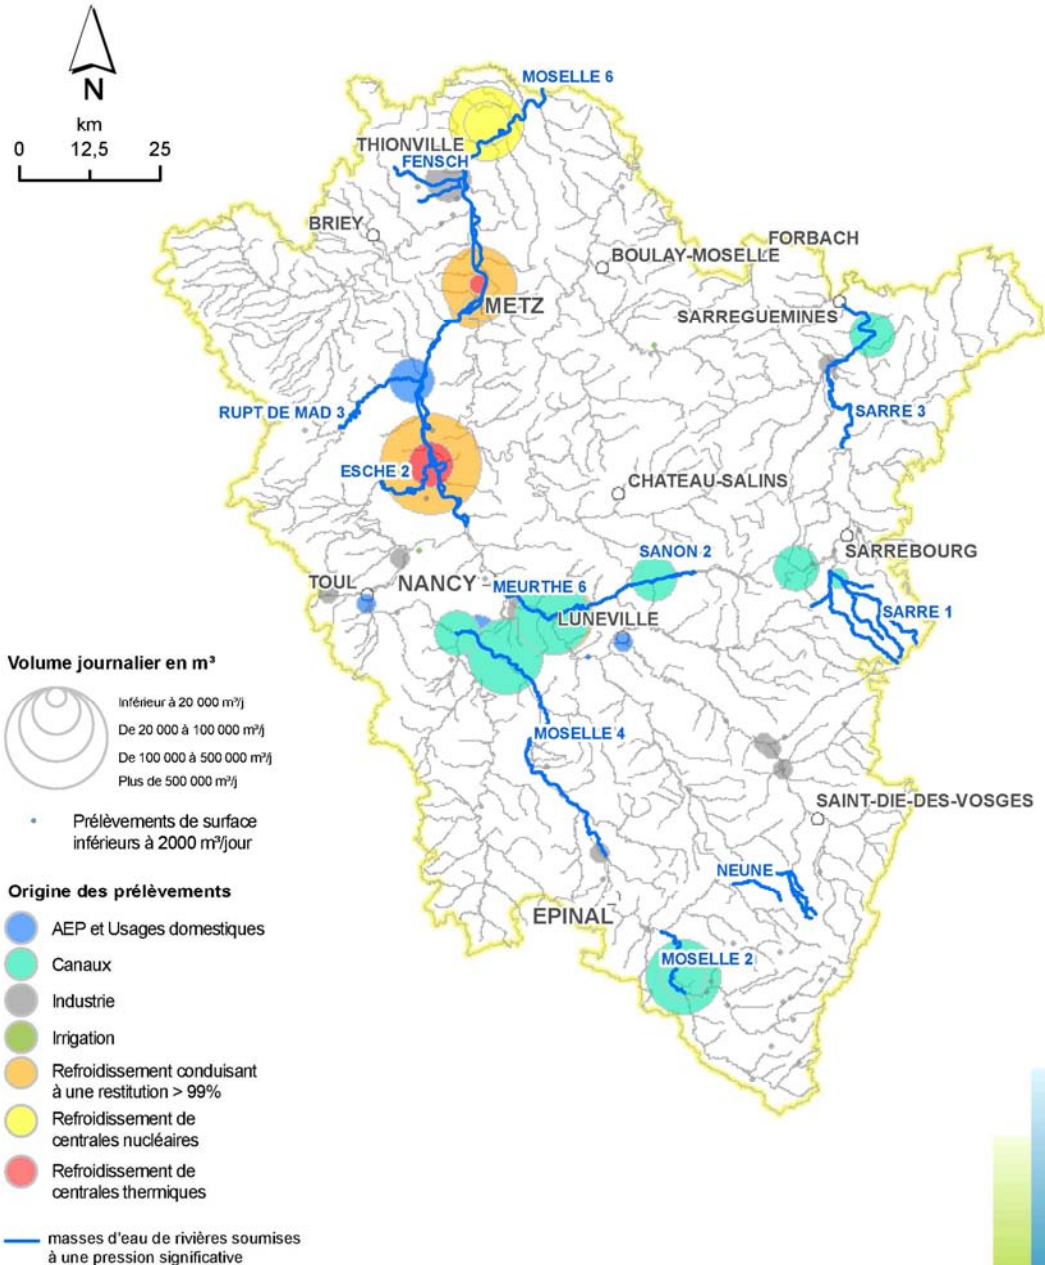 N
km
0 12,5 25
MOSELLE 6
THIONVILLE
FENSCH
BRIEY
FORBACH
BOULAY-MOSELLE
METZ
SARREGUEMINES
RUPT DE MAD 3
SARRE 3
ESCHE 2
CHATEAU-SALINS
SARREBOURG
SANON 2
TOUL
NANCY
MEURTHE 6
SARRE 1
LUNEVILLE
MOSELLE 4
SAINT-DIE-DES-VOSGES
NEUNE
EPINAL
MOSELLE 2
Volume journalier en m³
Inférieur à 20 000 m³/j
De 20 000 à 100 000 m³/j
De 100 000 à 500 000 m³/j
Plus de 500 000 m³/j
Prélèvements de surface
inférieurs à 2000 m³/jour
Origine des prélèvements
AEP et Usages domestiques
Canaux
Industrie
Irrigation
Refroidissement conduisant
à une restitution > 99%
Refroidissement de
centrales nucléaires
Refroidissement de
centrales thermiques
masses d'eau de rivières soumises
à une pression significative